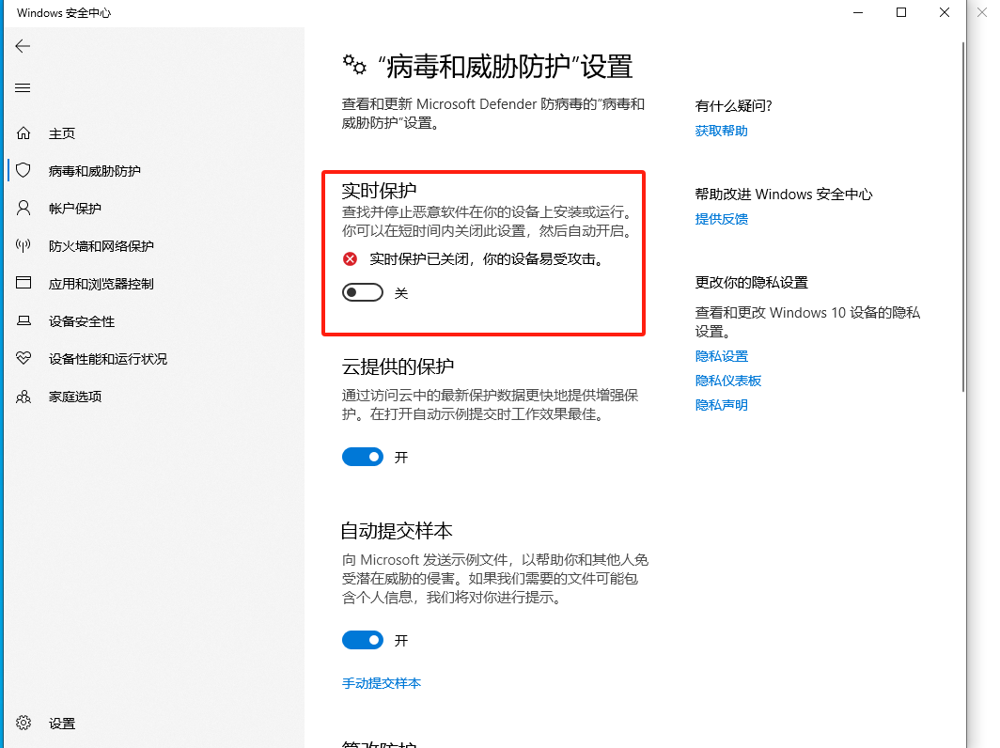 Windows 安全中心
主页
病毒和威胁防护
帐户保护
防火墙和网络保护
应用和浏览器控制
设备安全性
设备性能和运行状况
家庭选项
设置
“病毒和威胁防护”设置
查看和更新 Microsoft Defender 防病毒的“病毒和
威胁防护”设置。
实时保护
查找并停止恶意软件在你的设备上安装或运行。
你可以在短时间内关闭此设置，然后自动开启。
实时保护已关闭，你的设备易受攻击。
关
云提供的保护
通过访问云中的最新保护数据更快地提供增强保
护。在打开自动示例提交时工作效果最佳。
开
自动提交样本
向 Microsoft 发送示例文件，以帮助你和其他人免
受潜在威胁的侵害。如果我们需要的文件可能包
含个人信息，我们将对你进行提示。
开
手动提交样本
篡改防护
有什么疑问?
获取帮助
帮助改进 Windows 安全中心
提供反馈
更改你的隐私设置
查看和更改 Windows 10 设备的隐私
设置。
隐私设置
隐私仪表板
隐私声明